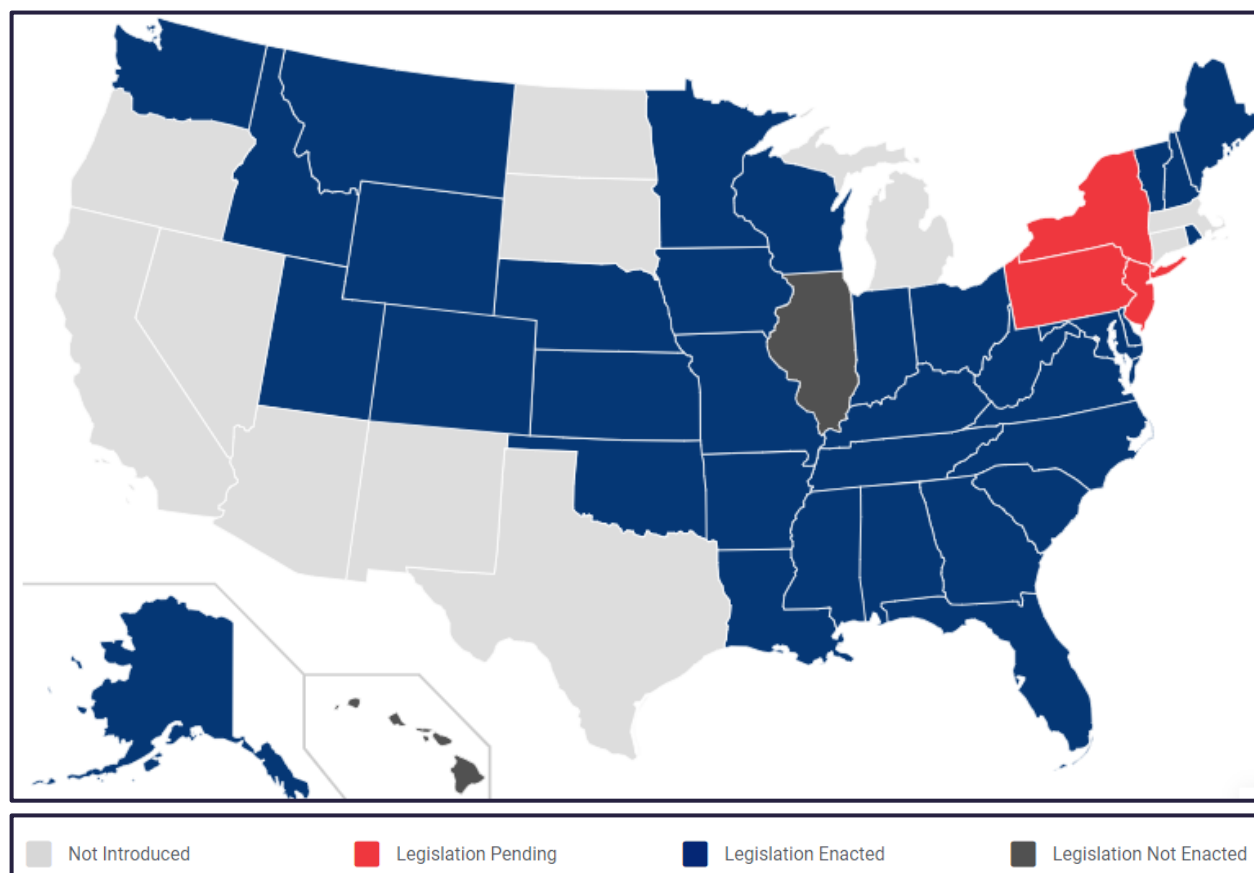 Not Introduced
Legislation Pending
Legislation Enacted
Legislation Not Enacted